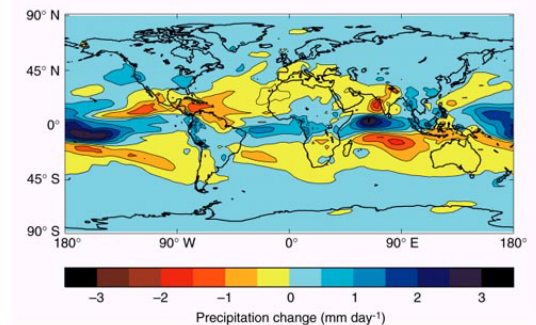 90° N
45° N
0°
45° S
90° S
180° 90° W 0° 90° E 180°
−3 −2 −1 0 1 2 3
Precipitation change (mm day⁻¹)